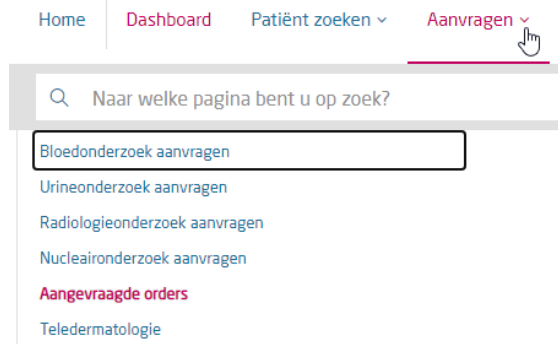 Home Dashboard Patiënt zoeken Aanvragen
Naar welke pagina bent u op zoek?
Bloedonderzoek aanvragen
Urineonderzoek aanvragen
Radiologieonderzoek aanvragen
Nucleaironderzoek aanvragen
Aangevraagde orders
Teledermatologie